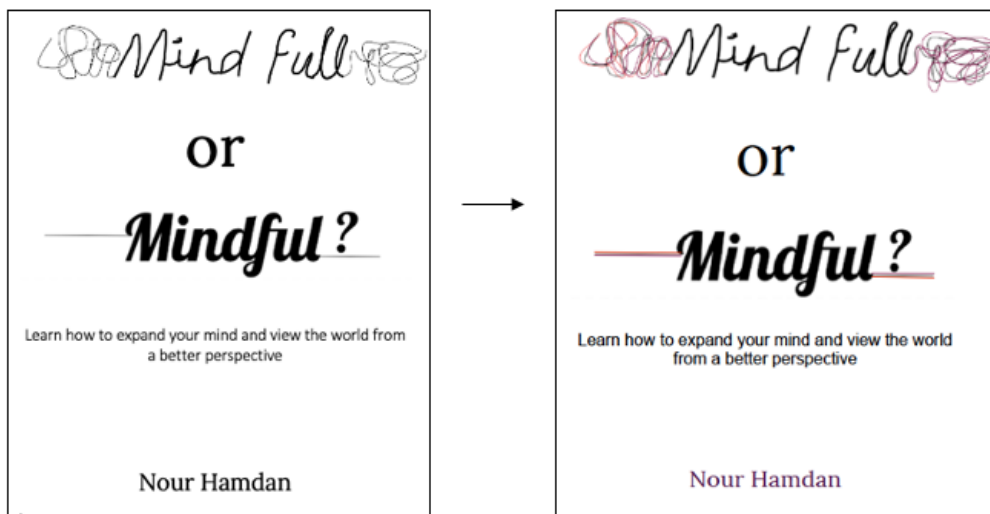 Mind Full
or
Mindful ?
Learn how to expand your mind and view the world from
a better perspective
Nour Hamdan
Mind Full
or
Mindful ?
Learn how to expand your mind and view the world
from a better perspective
Nour Hamdan